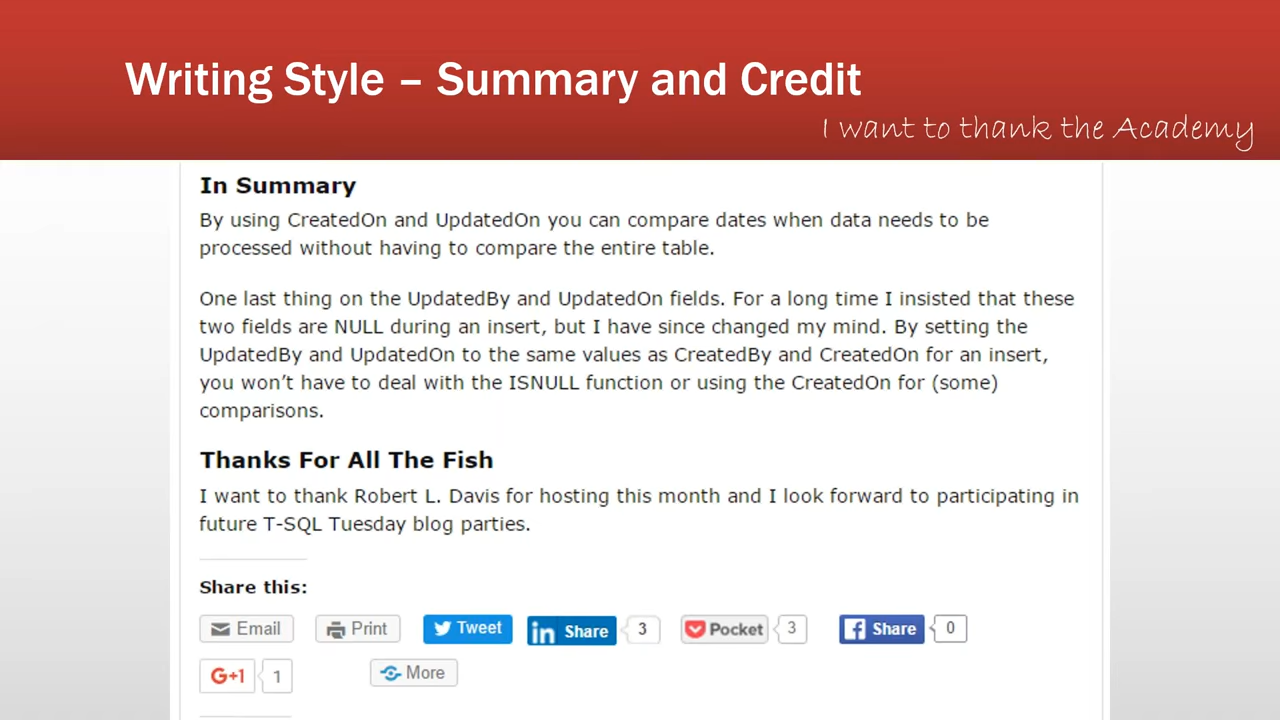 Writing Style – Summary and Credit
I want to thank the Academy
In Summary
By using CreatedOn and UpdatedOn you can compare dates when data needs to be
processed without having to compare the entire table.
One last thing on the UpdatedBy and UpdatedOn fields. For a long time I insisted that these
two fields are NULL during an insert, but I have since changed my mind. By setting the
UpdatedBy and UpdatedOn to the same values as CreatedBy and CreatedOn for an insert,
you won't have to deal with the ISNULL function or using the CreatedOn for (some)
comparisons.
Thanks For All The Fish
I want to thank Robert L. Davis for hosting this month and I look forward to participating in
future T-SQL Tuesday blog parties.
Share this:
Email Print Tweet in Share 3 Pocket 3 f Share 0
G+1 1 More